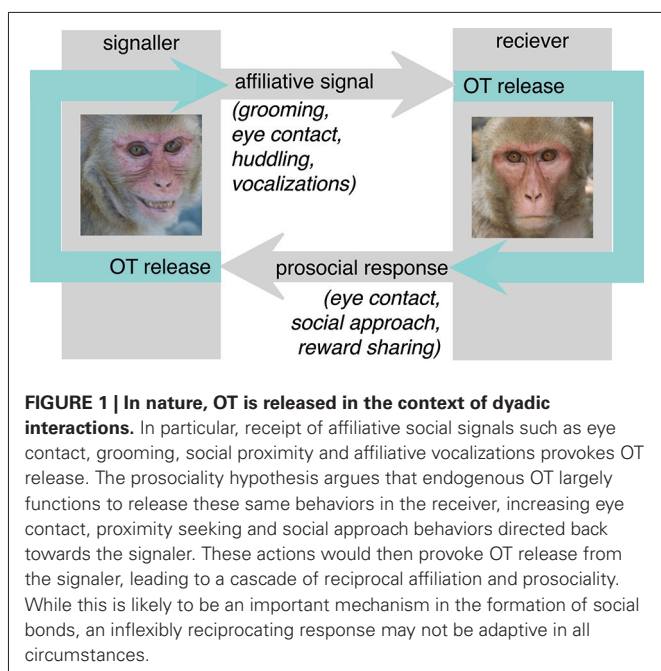 signaller
reciever
affiliative signal
(grooming,
eye contact,
huddling,
vocalizations)
OT release
OT release
prosocial response
(eye contact,
social approach,
reward sharing)
FIGURE 1 | In nature, OT is released in the context of dyadic
interactions. In particular, receipt of affiliative social signals such as eye
contact, grooming, social proximity and affiliative vocalizations provokes OT
release. The prosociality hypothesis argues that endogenous OT largely
functions to release these same behaviors in the receiver, increasing eye
contact, proximity seeking and social approach behaviors directed back
towards the signaler. These actions would then provoke OT release from
the signaler, leading to a cascade of reciprocal affiliation and prosociality.
While this is likely to be an important mechanism in the formation of social
bonds, an inflexibly reciprocating response may not be adaptive in all
circumstances.